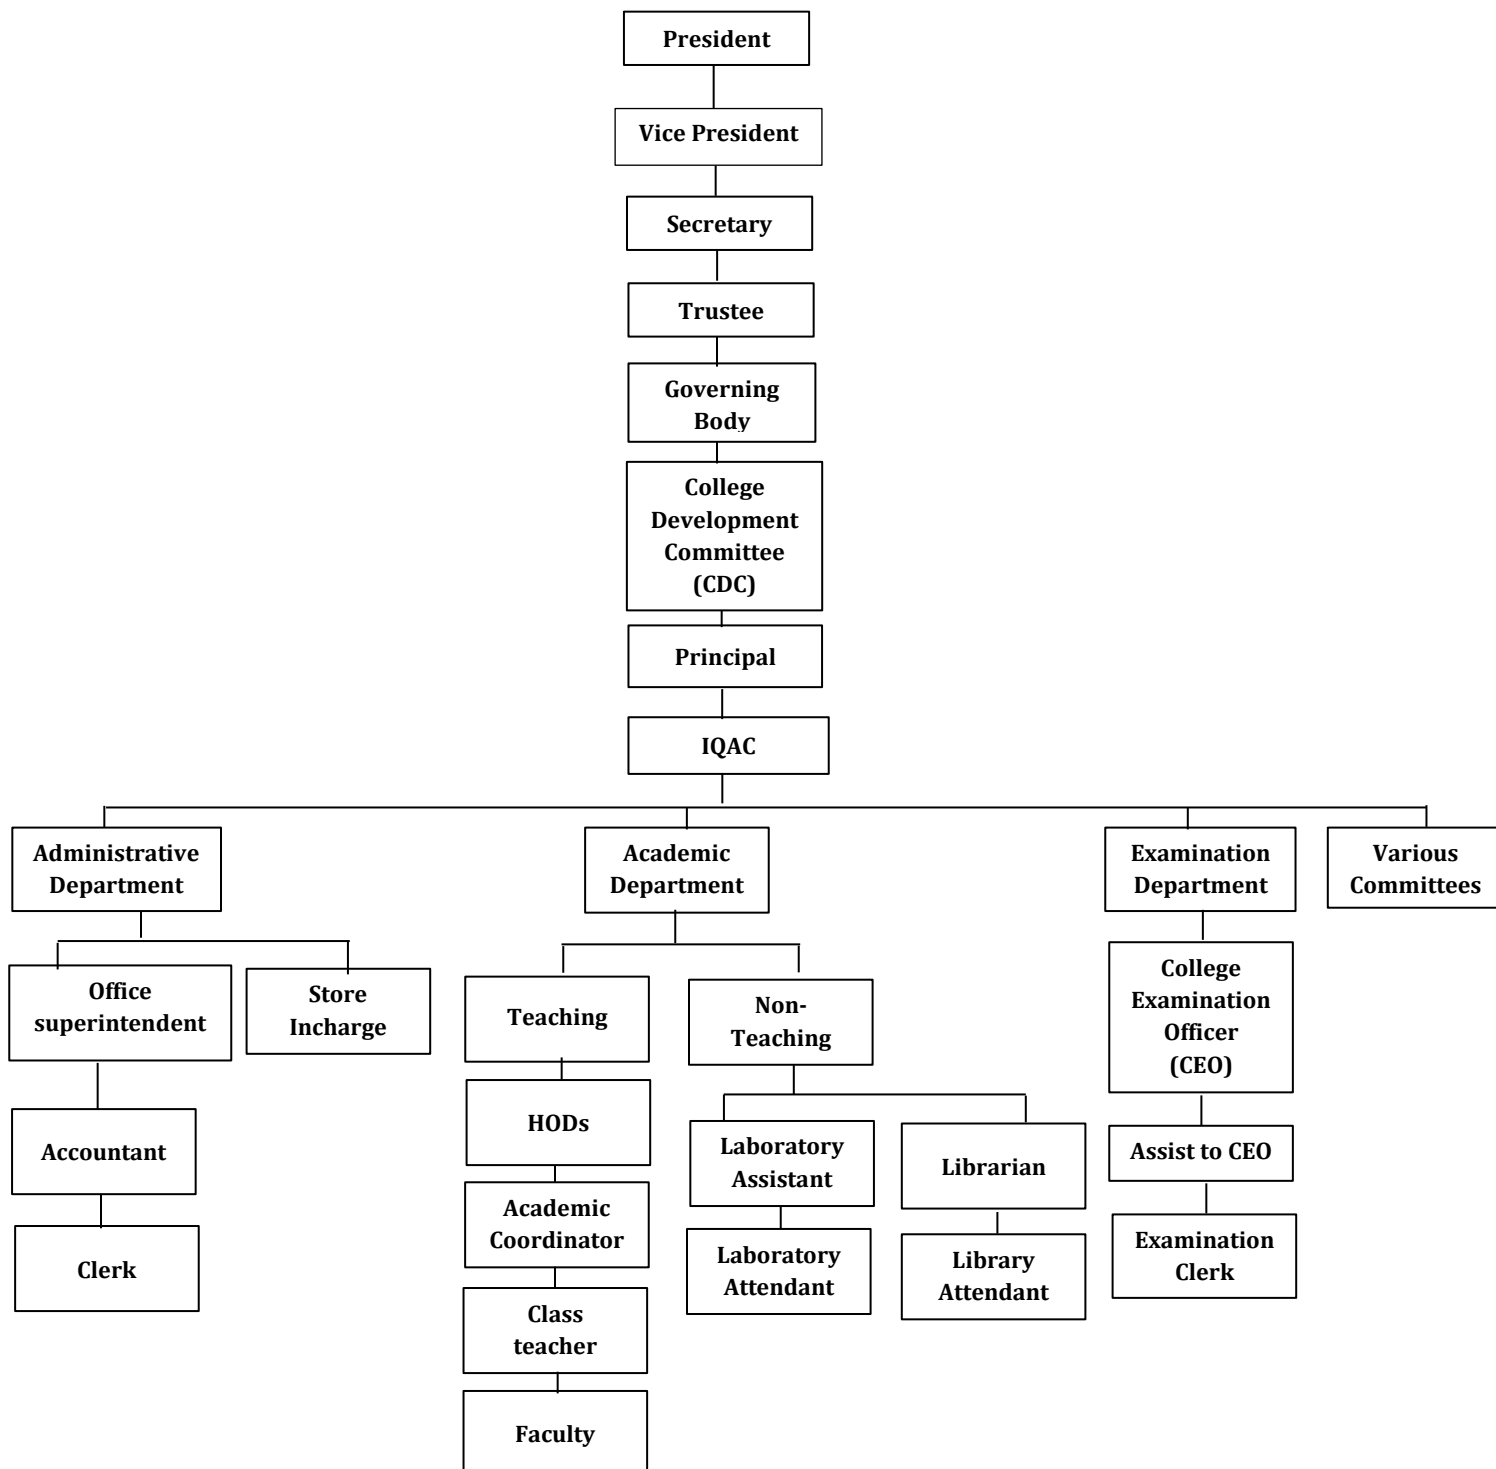 President
Vice President
Secretary
Trustee
Governing
Body
College
Development
Committee
(CDC)
Principal
IQAC
Administrative
Department
Academic
Department
Examination
Department
Various
Committees
Office
superintendent
Store
Incharge
Teaching
Non-
Teaching
College
Examination
Officer
(CEO)
Accountant
HODs
Laboratory
Assistant
Librarian
Assist to CEO
Clerk
Academic
Coordinator
Laboratory
Attendant
Library
Attendant
Examination
Clerk
Class
teacher
Faculty